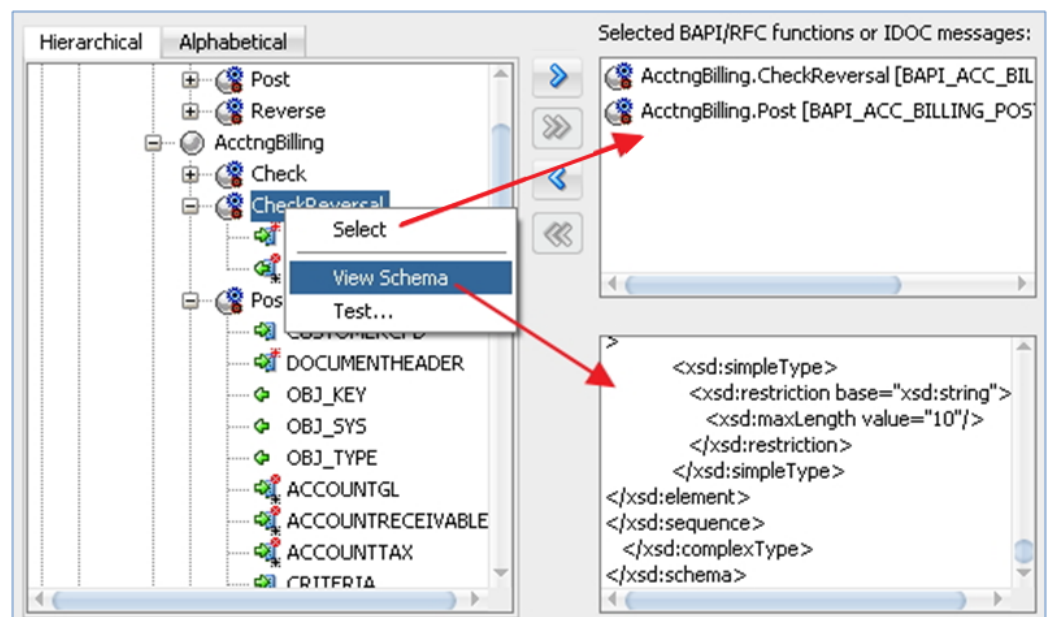 Hierarchical
Alphabetical
Post
Reverse
AcctngBilling
Check
CheckReversal
Select
View Schema
Test...
Pos
DOCUMENTHEADER
OBJ_KEY
OBJ_SYS
OBJ_TYPE
ACCOUNTGL
ACCOUNTRECEIVABLE
ACCOUNTTAX
CRITERIA
Selected BAPI/RFC functions or IDOC messages:
AcctngBilling.CheckReversal [BAPI_ACC_BIL
AcctngBilling.Post [BAPI_ACC_BILLING_POS
>
<xsd:simpleType>
<xsd:restriction base="xsd:string">
<xsd:maxLength value="10"/>
</xsd:restriction>
</xsd:simpleType>
</xsd:element>
</xsd:sequence>
</xsd:complexType>
</xsd:schema>